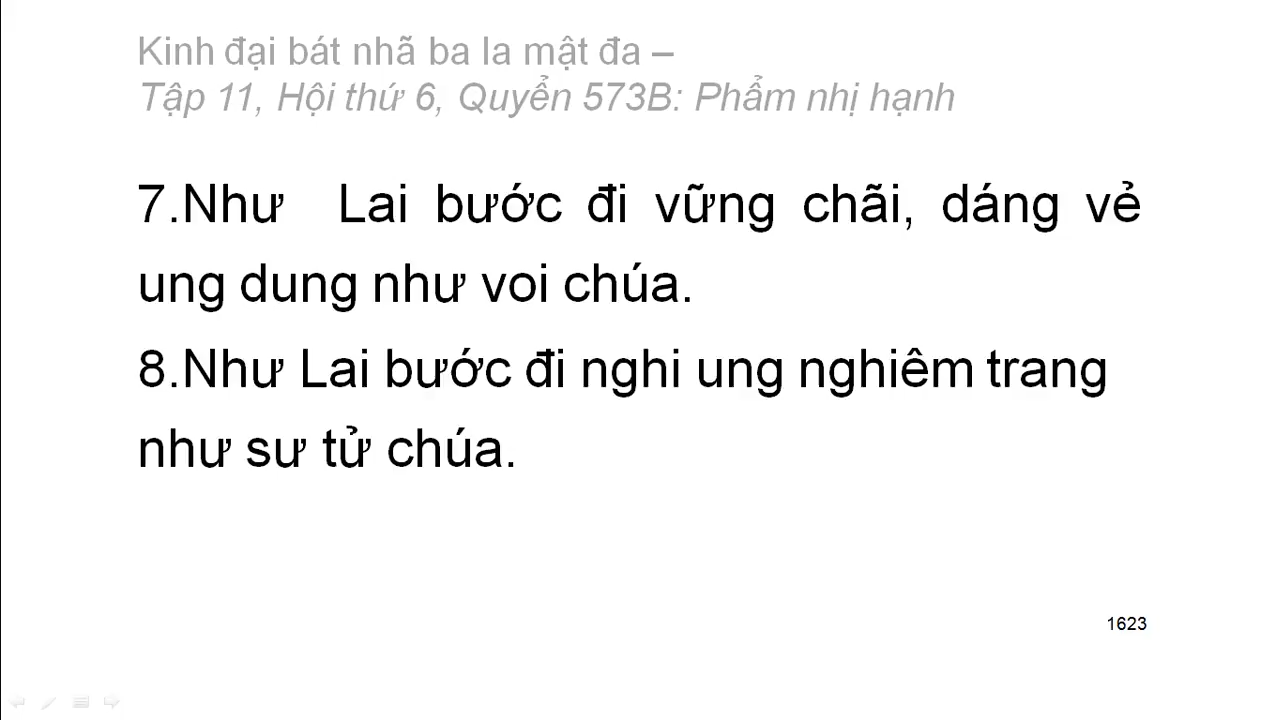 Kinh đại bát nhã ba la mật đa –
Tập 11, Hội thứ 6, Quyển 573B: Phẩm nhị hạnh
7.Như Lai bước đi vững chãi, dáng vẻ
ung dung như voi chúa.
8.Như Lai bước đi nghi ung nghiêm trang
như sư tử chúa.
1623